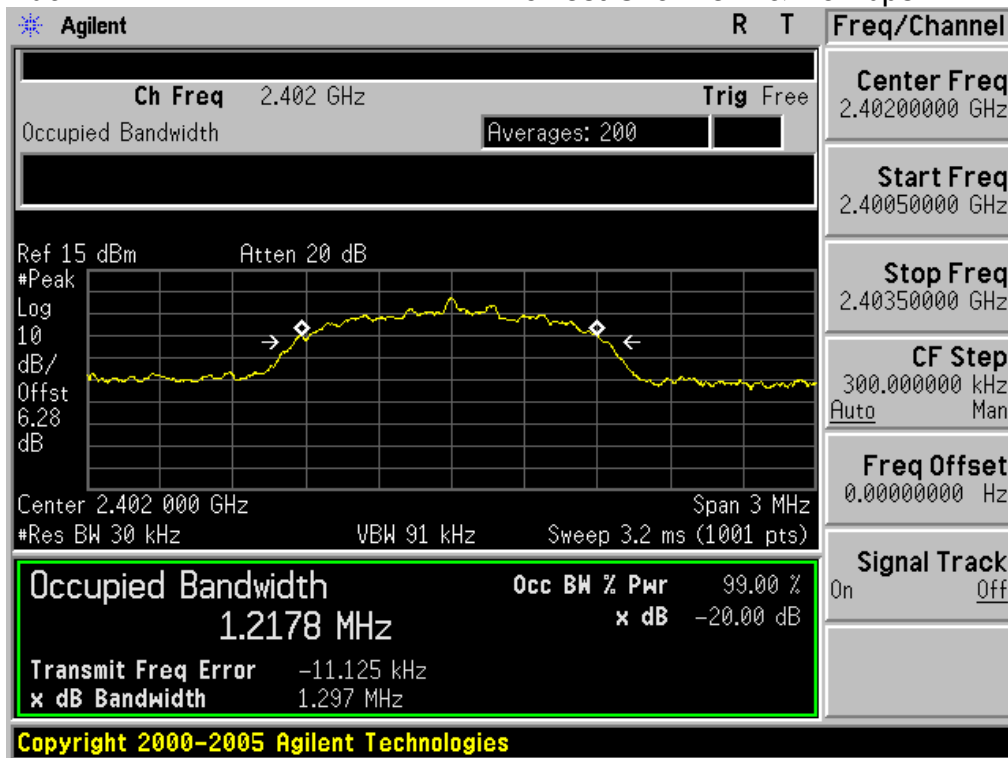 Agilent R T Freq/Channel
Ch Freq 2.402 GHz Trig Free
Occupied Bandwidth Averages: 200
Center Freq
2.40200000 GHz
Start Freq
2.40050000 GHz
Stop Freq
2.40350000 GHz
CF Step
300.000000 kHz
Auto Man
Freq Offset
0.00000000 Hz
Signal Track
On Off
Ref 15 dBm Atten 20 dB
#Peak
Log
10
dB/
Offst
6.28
dB
Center 2.402 000 GHz Span 3 MHz
#Res BW 30 kHz VBW 91 kHz Sweep 3.2 ms (1001 pts)
Occupied Bandwidth Occ BW % Pwr 99.00 %
1.2178 MHz x dB -20.00 dB
Transmit Freq Error -11.125 kHz
x dB Bandwidth 1.297 MHz
Copyright 2000-2005 Agilent Technologies